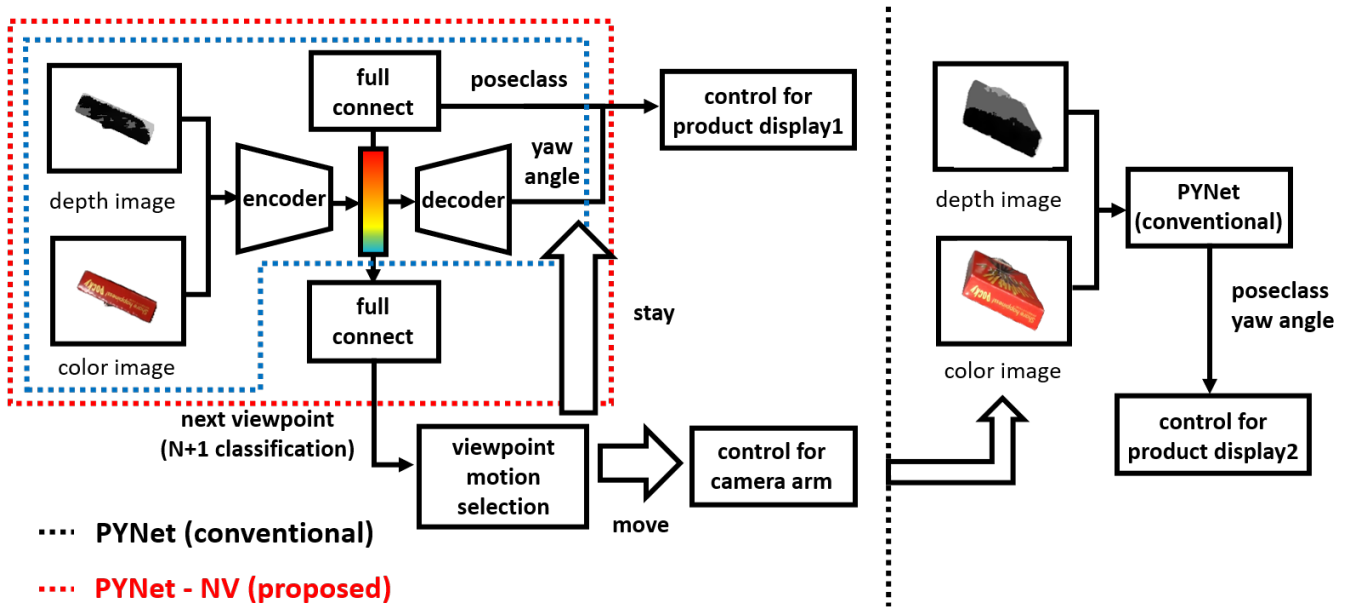 full
connect
poseclass
control for
product display1
yaw
angle
depth image
encoder
decoder
color image
full
connect
stay
next viewpoint
(N+1 classification)
viewpoint
motion
selection
move
control for
camera arm
PYNet (conventional)
PYNet - NV (proposed)
depth image
PYNet
(conventional)
color image
poseclass
yaw angle
control for
product display2